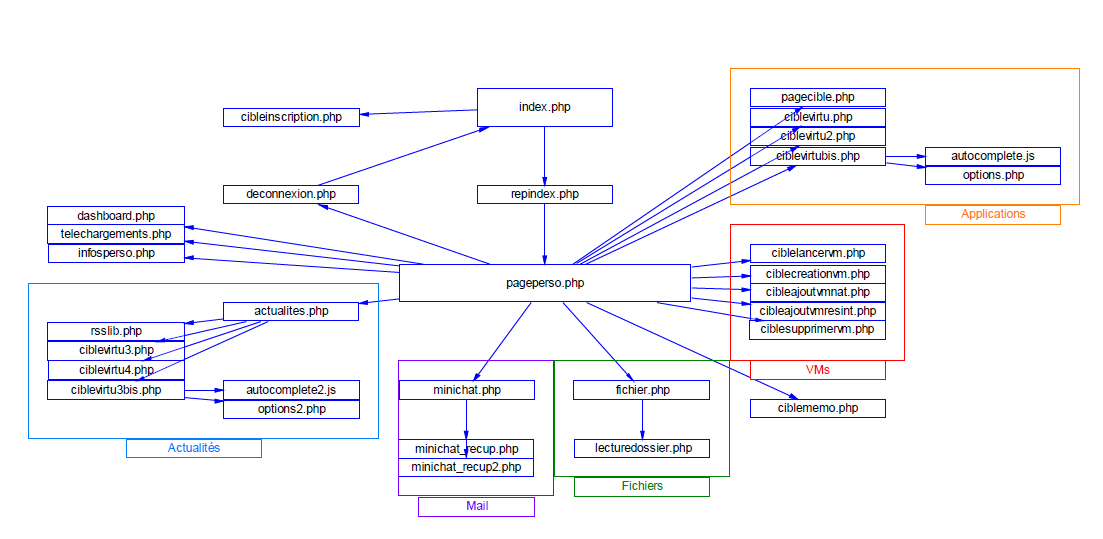 pagecible.php
index.php
cibleinscription.php
ciblevirtu.php
ciblevirtu2.php
ciblevirtubis.php
autocomplete.js
options.php
deconnexion.php
repindex.php
Applications
dashboard.php
telechargements.php
infosperso.php
ciblelancervm.php
ciblecreationvm.php
cibleajoutvmnat.php
cibleajoutvmresint.php
ciblesupprimervm.php
pageperso.php
actualites.php
rsslib.php
ciblevirtu3.php
ciblevirtu4.php
ciblevirtu3bis.php
autocomplete2.js
options2.php
VMs
minichat.php
fichier.php
ciblememo.php
Actualités
minichat_recup.php
minichat_recup2.php
lecturedossier.php
Fichiers
Mail